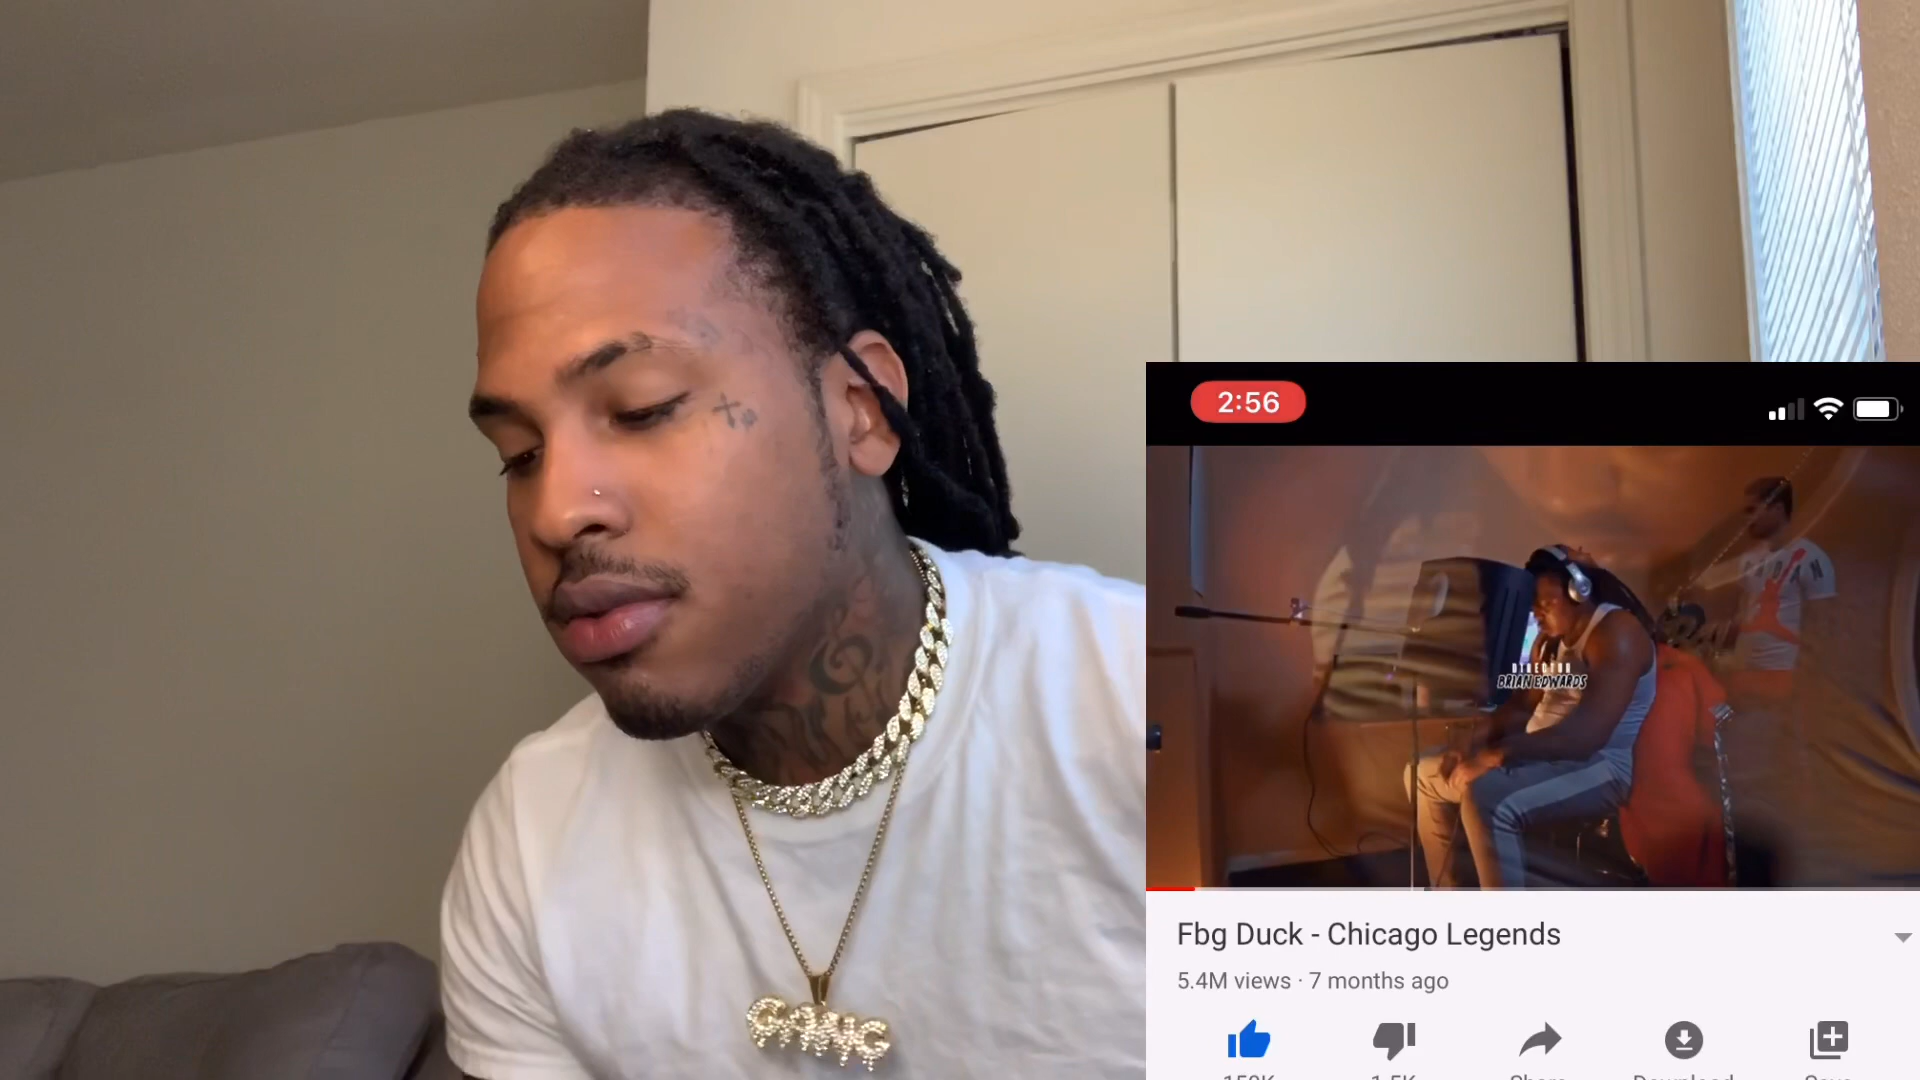 2:56
DIRECTOR
BRIAN EDWARDS
Fbg Duck - Chicago Legends
5.4M views · 7 months ago
GANG